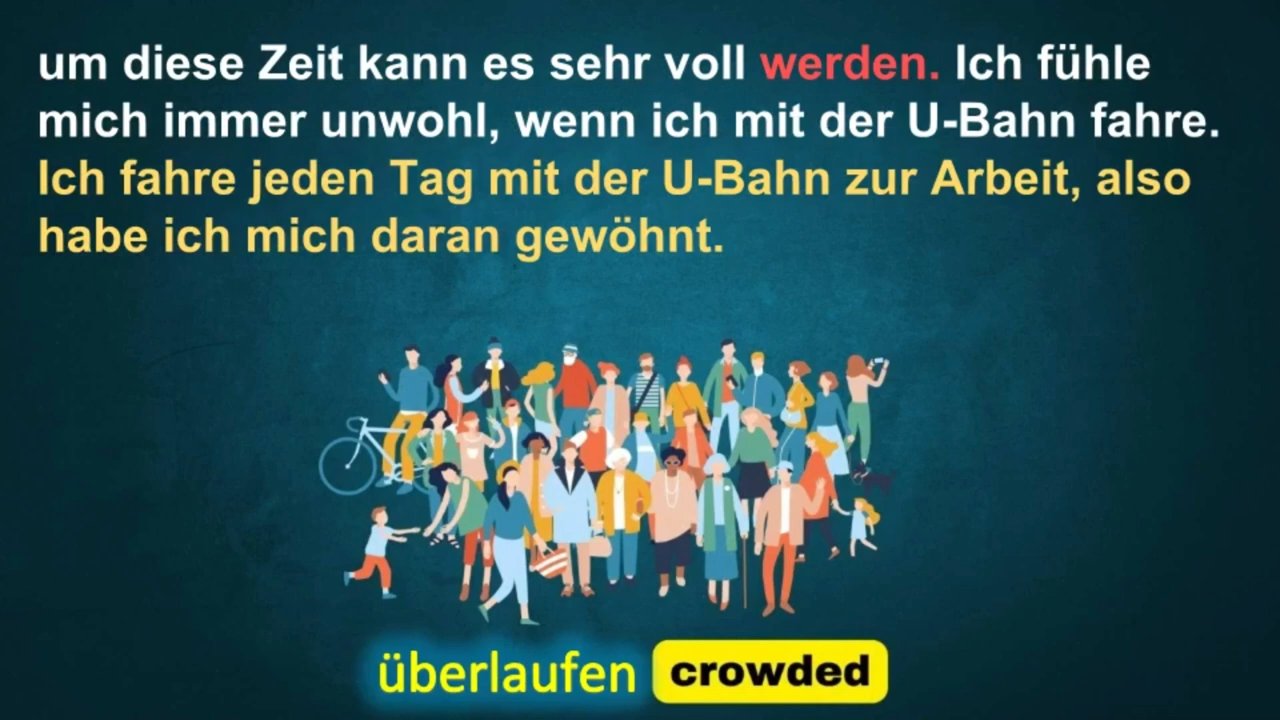 um diese Zeit kann es sehr voll werden. Ich fühle
mich immer unwohl, wenn ich mit der U-Bahn fahre.
Ich fahre jeden Tag mit der U-Bahn zur Arbeit, also
habe ich mich daran gewöhnt.
überlaufen crowded